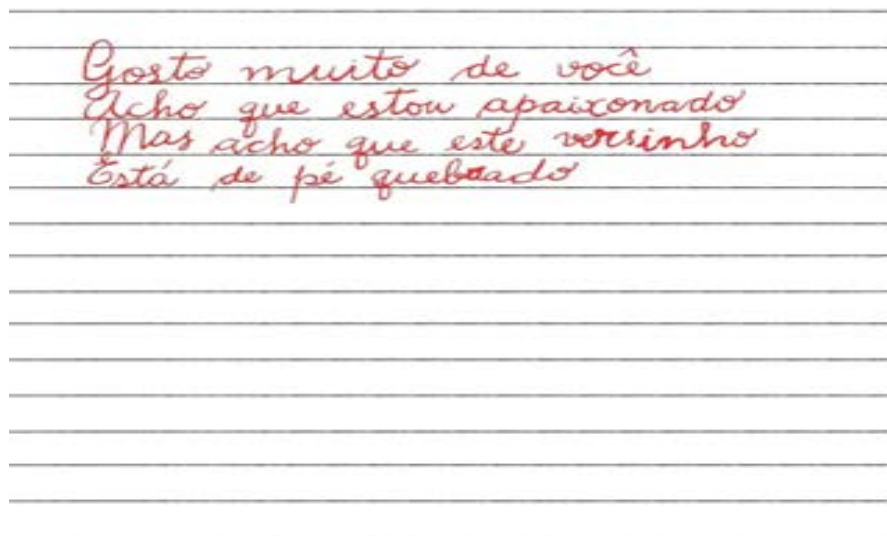 Gosto muito de você
Acho que estou apaixonado
Mas acho que este versinho
Está de pé quebrado